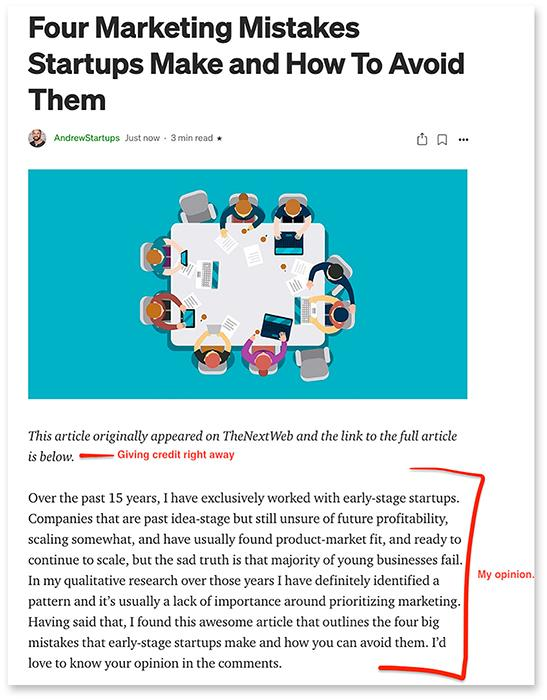 Four Marketing Mistakes
Startups Make and How To Avoid
Them
AndrewStartups Just now · 3 min read ★
This article originally appeared on TheNextWeb and the link to the full article
is below.
Giving credit right away
Over the past 15 years, I have exclusively worked with early-stage startups.
Companies that are past idea-stage but still unsure of future profitability,
scaling somewhat, and have usually found product-market fit, and ready to
continue to scale, but the sad truth is that majority of young businesses fail.
In my qualitative research over those years I have definitely identified a
pattern and it’s usually a lack of importance around prioritizing marketing.
Having said that, I found this awesome article that outlines the four big
mistakes that early-stage startups make and how you can avoid them. I’d
love to know your opinion in the comments.
My opinion.